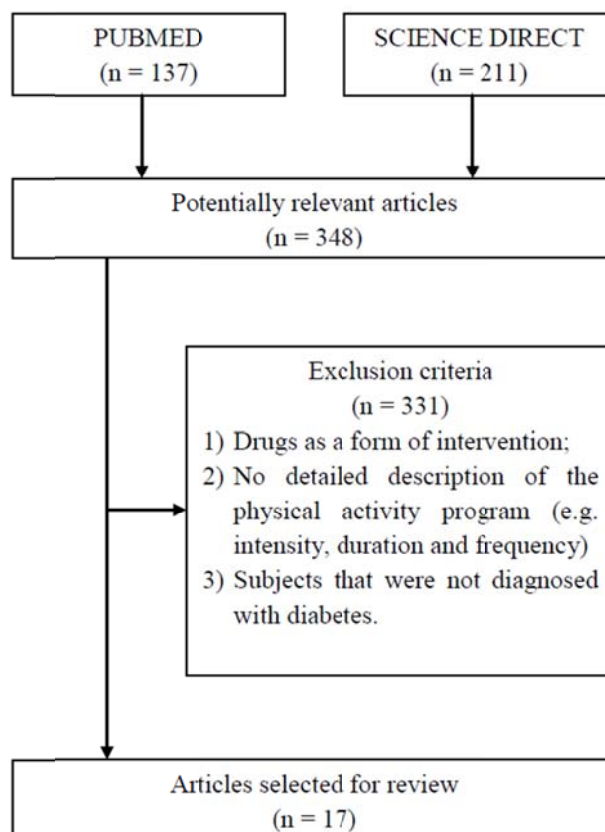 PUBMED
(n = 137)
SCIENCE DIRECT
(n = 211)
Potentially relevant articles
(n = 348)
Exclusion criteria
(n = 331)
1) Drugs as a form of intervention;
2) No detailed description of the
physical activity program (e.g.
intensity, duration and frequency)
3) Subjects that were not diagnosed
with diabetes.
Articles selected for review
(n = 17)